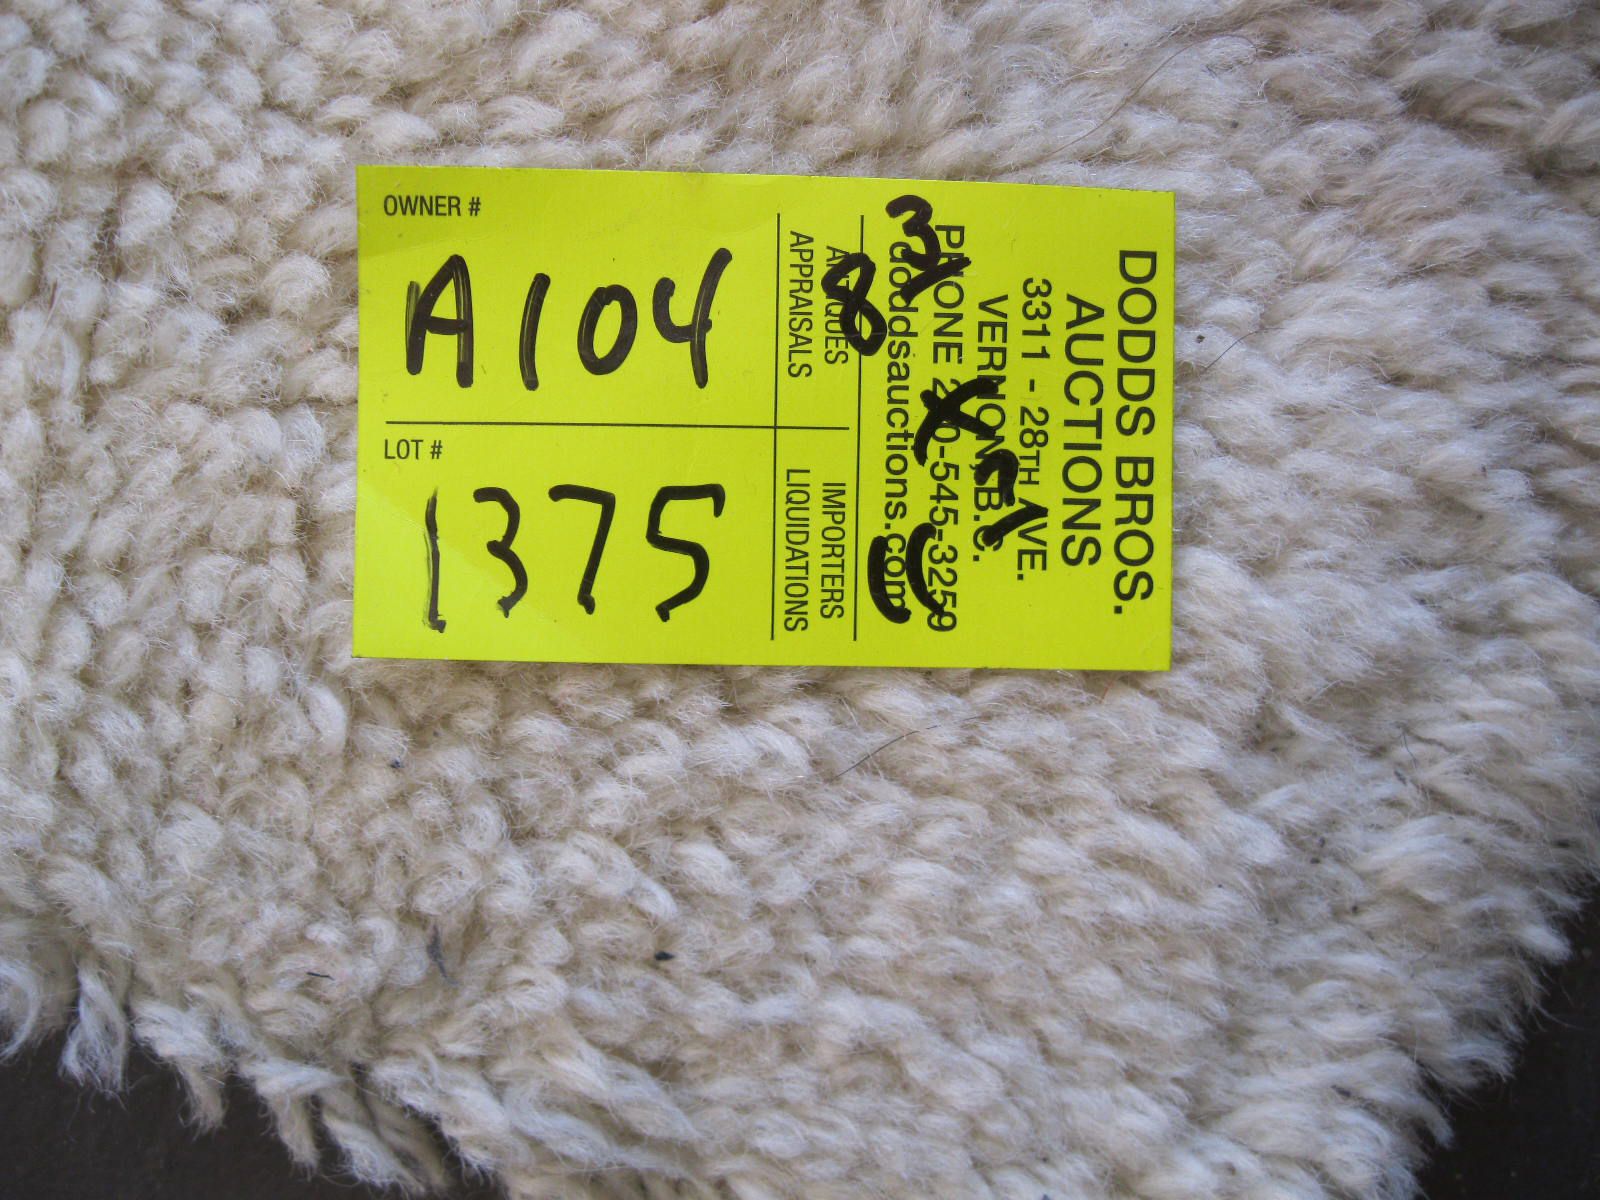 OWNER #
A104
LOT #
1375
ANTIQUES
APPRAISALS
IMPORTERS
LIQUIDATIONS
DODDS BROS.
AUCTIONS
3311 - 28TH AVE.
VERNON, B.C.
PHONE 250-545-3259
doddsauctions.com
8
X